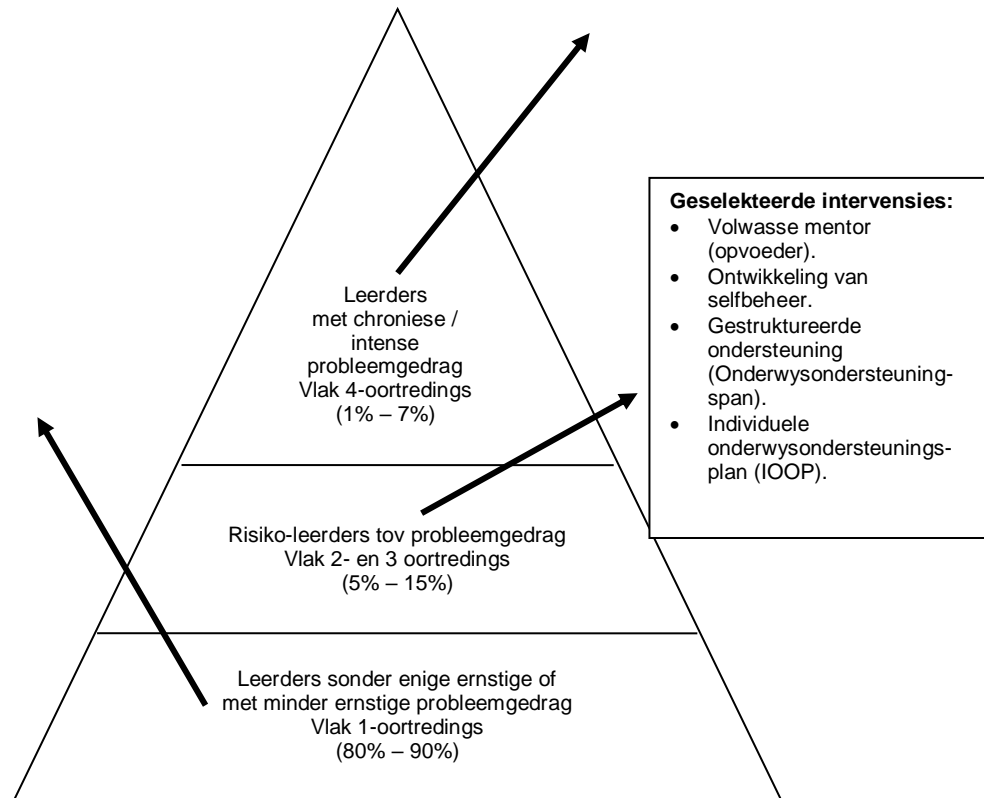 Leerders
met chroniese /
intense
probleemgedrag
Vlak 4-oortredings
(1% – 7%)
Geselekteerde intervensies:
• Volwasse mentor
(opvoeder).
• Ontwikkeling van
selfbeheer.
• Gestruktureerde
ondersteuning
(Onderwysondersteuning-
span).
• Individuele
onderwysondersteunings-
plan (IOOP).
Risiko-leerders tov probleemgedrag
Vlak 2- en 3 oortredings
(5% – 15%)
Leerders sonder enige ernstige of
met minder ernstige probleemgedrag
Vlak 1-oortredings
(80% – 90%)